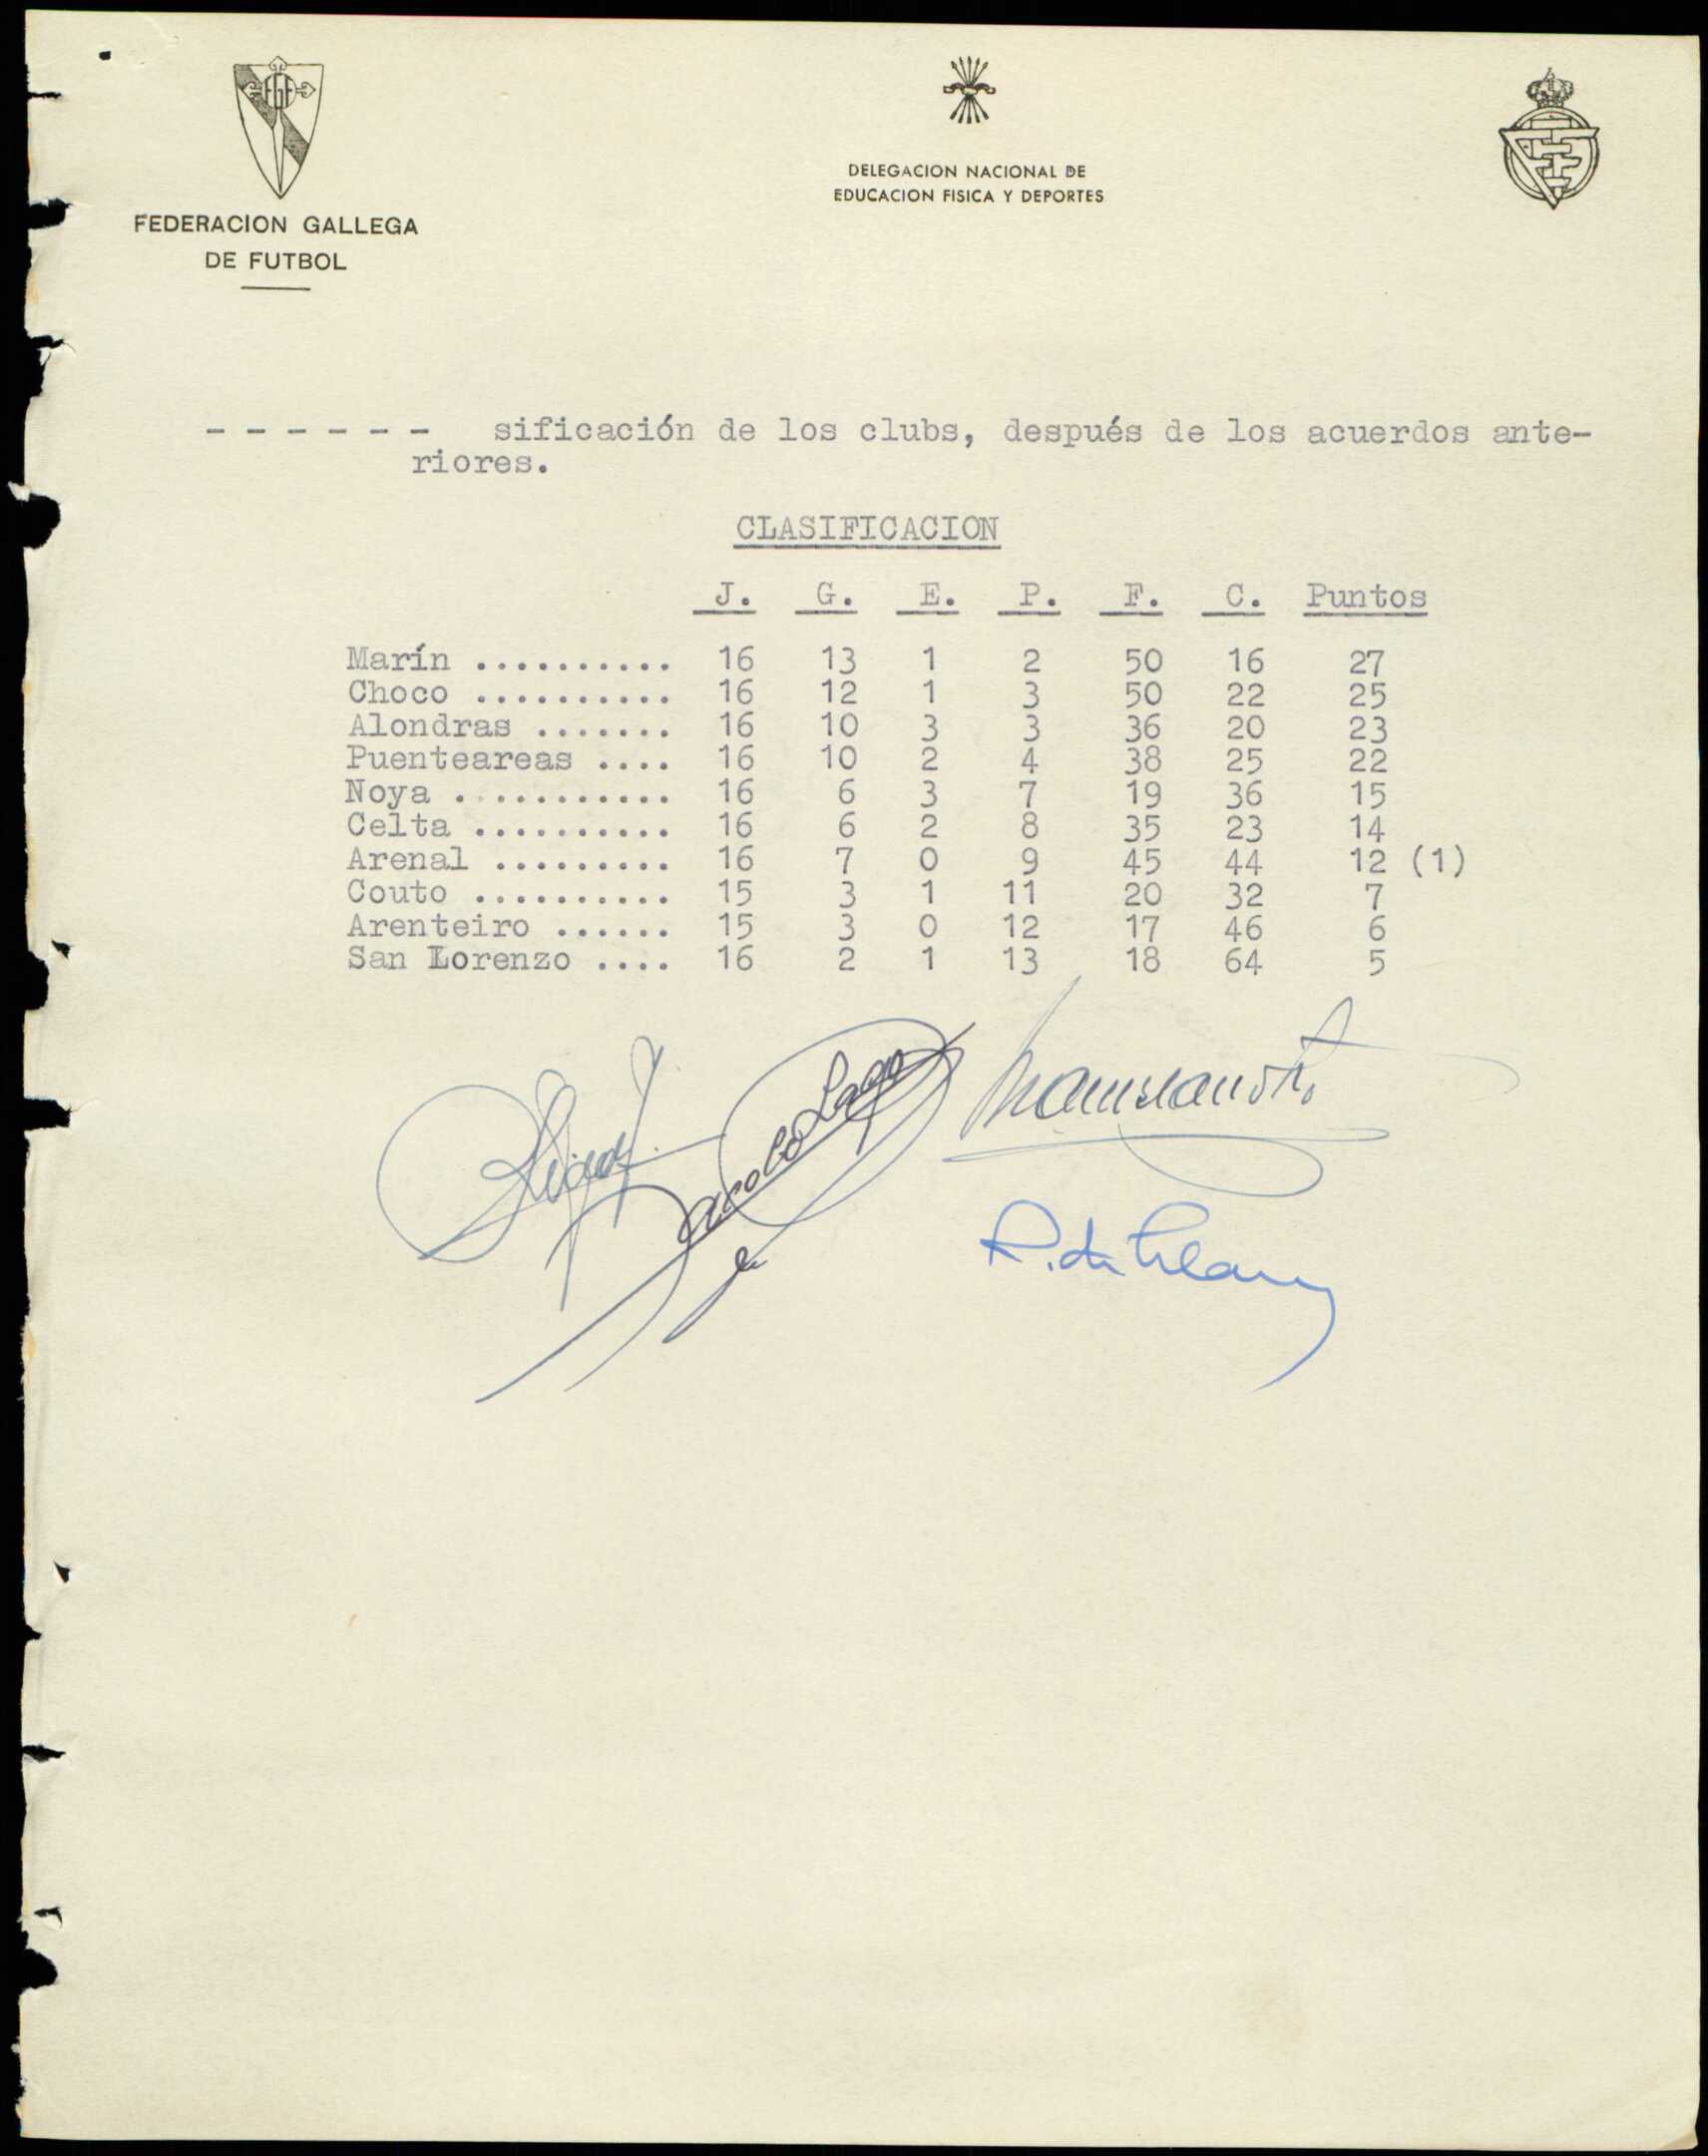 FGF
FEDERACION GALLEGA
DE FUTBOL
DELEGACION NACIONAL DE
EDUCACION FISICA Y DEPORTES
- - - - - - sificación de los clubs, después de los acuerdos ante-
riores.
CLASIFICACION
J. G. E. P. F. C. Puntos
Marín .......... 16 13 1 2 50 16 27
Choco .......... 16 12 1 3 50 22 25
Alondras ....... 16 10 3 3 36 20 23
Puenteareas .... 16 10 2 4 38 25 22
Noya ........... 16 6 3 7 19 36 15
Celta .......... 16 6 2 8 35 23 14
Arenal ......... 16 7 0 9 45 44 12 (1)
Couto .......... 15 3 1 11 20 32 7
Arenteiro ...... 15 3 0 12 17 46 6
San Lorenzo .... 16 2 1 13 18 64 5
Jacobo Lago